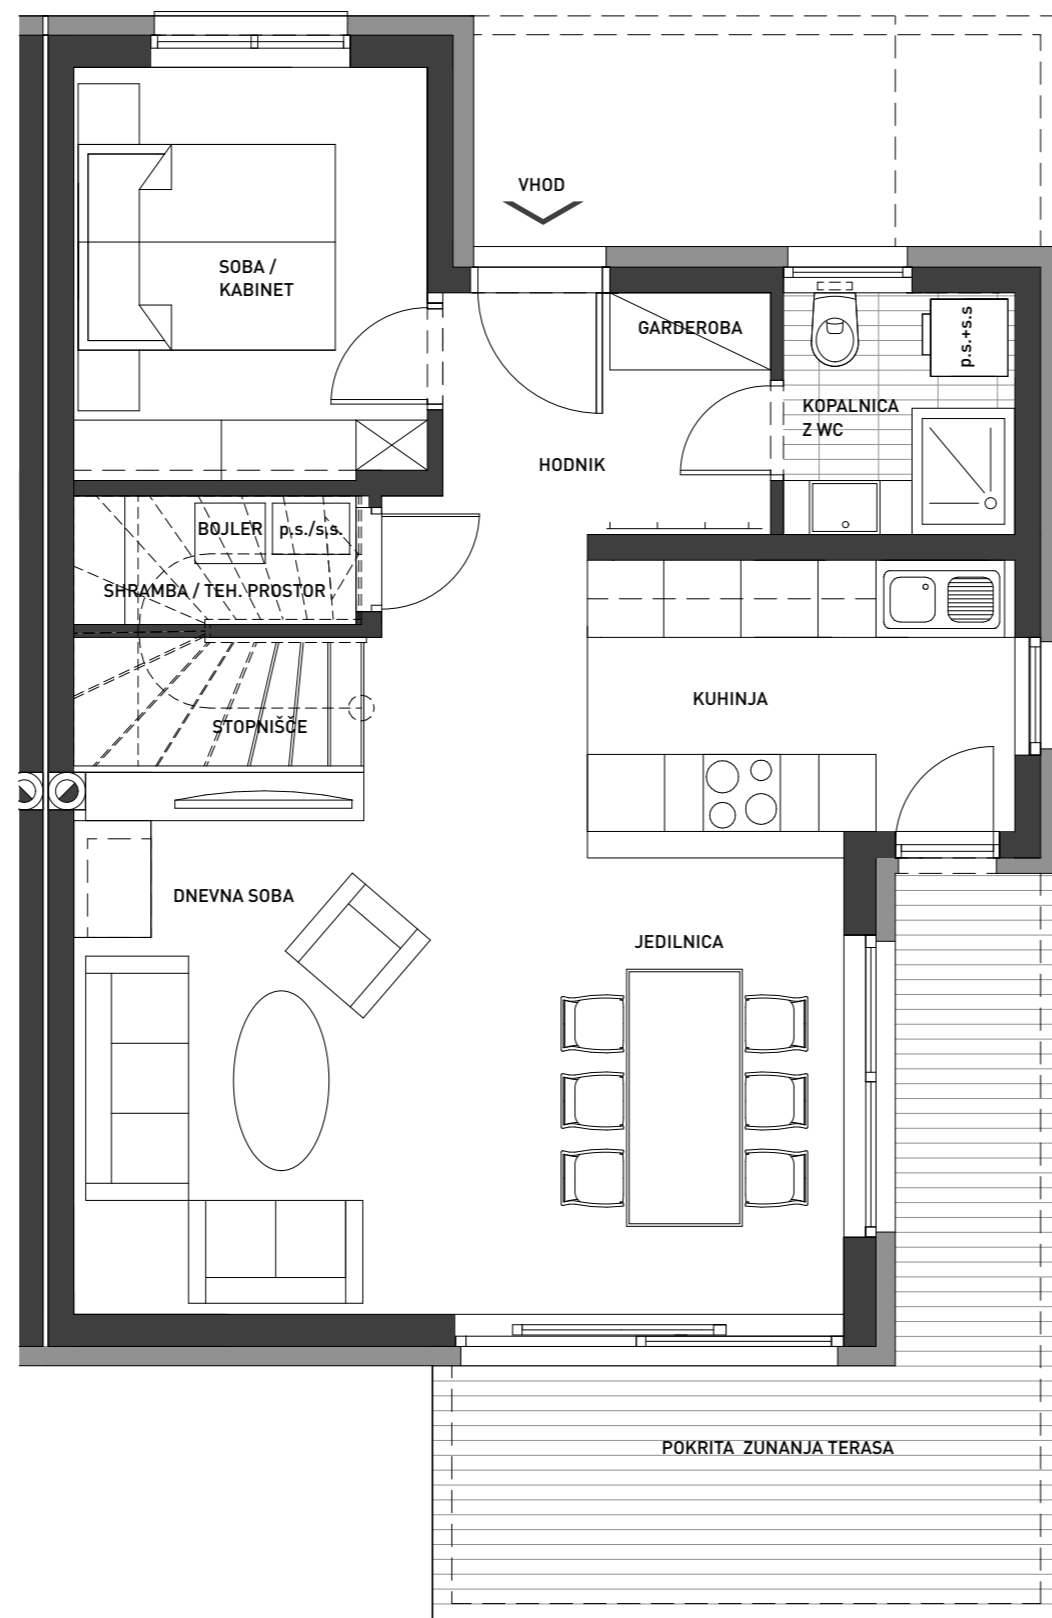 VHOD
SOBA /
KABINET
GARDEROBA
p.s.+s.s
KOPALNICA
Z WC
HODNIK
BOJLER
p.s./s.s.
SHRAMBA / TEH. PROSTOR
KUHINJA
STOPNIŠČE
DNEVNA SOBA
JEDILNICA
POKRITA ZUNANJA TERASA